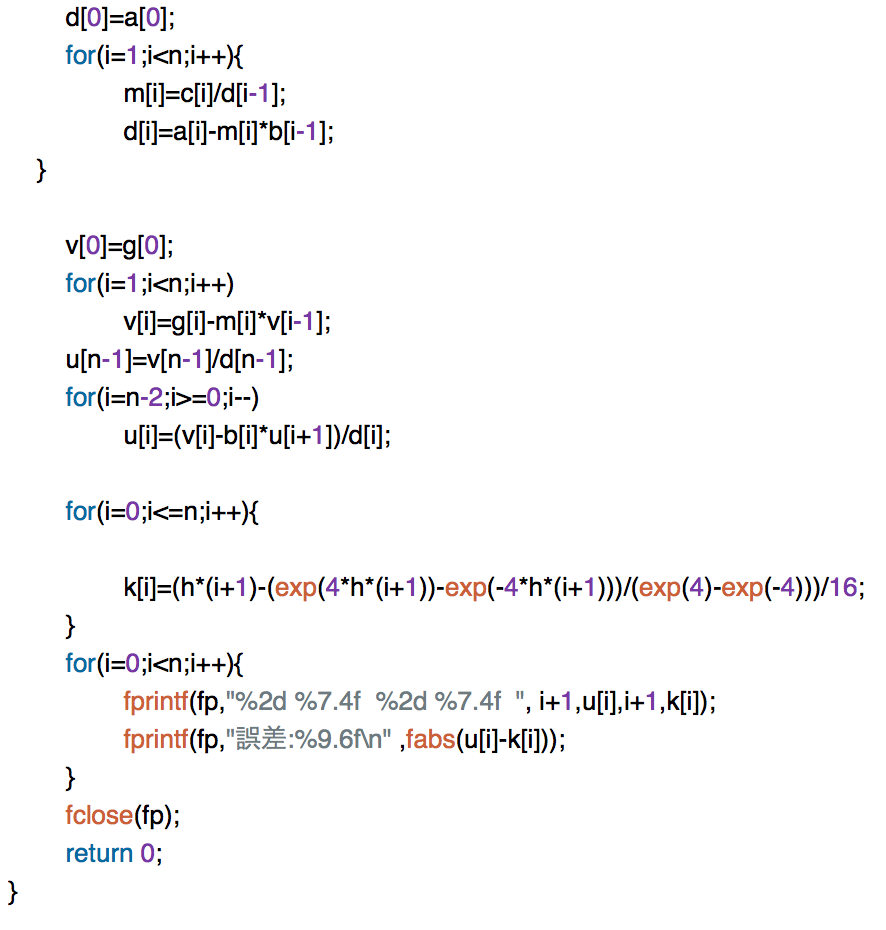 d[0]=a[0];
for(i=1;i<n;i++){
m[i]=c[i]/d[i-1];
d[i]=a[i]-m[i]*b[i-1];
}
v[0]=g[0];
for(i=1;i<n;i++)
v[i]=g[i]-m[i]*v[i-1];
u[n-1]=v[n-1]/d[n-1];
for(i=n-2;i>=0;i--)
u[i]=(v[i]-b[i]*u[i+1])/d[i];
for(i=0;i<=n;i++){
k[i]=(h*(i+1)-(exp(4*h*(i+1))-exp(-4*h*(i+1)))/(exp(4)-exp(-4)))/16;
}
for(i=0;i<n;i++){
fprintf(fp,"%2d %7.4f  %2d %7.4f  ", i+1,u[i],i+1,k[i]);
fprintf(fp,"誤差:%9.6f\n" ,fabs(u[i]-k[i]));
}
fclose(fp);
return 0;
}